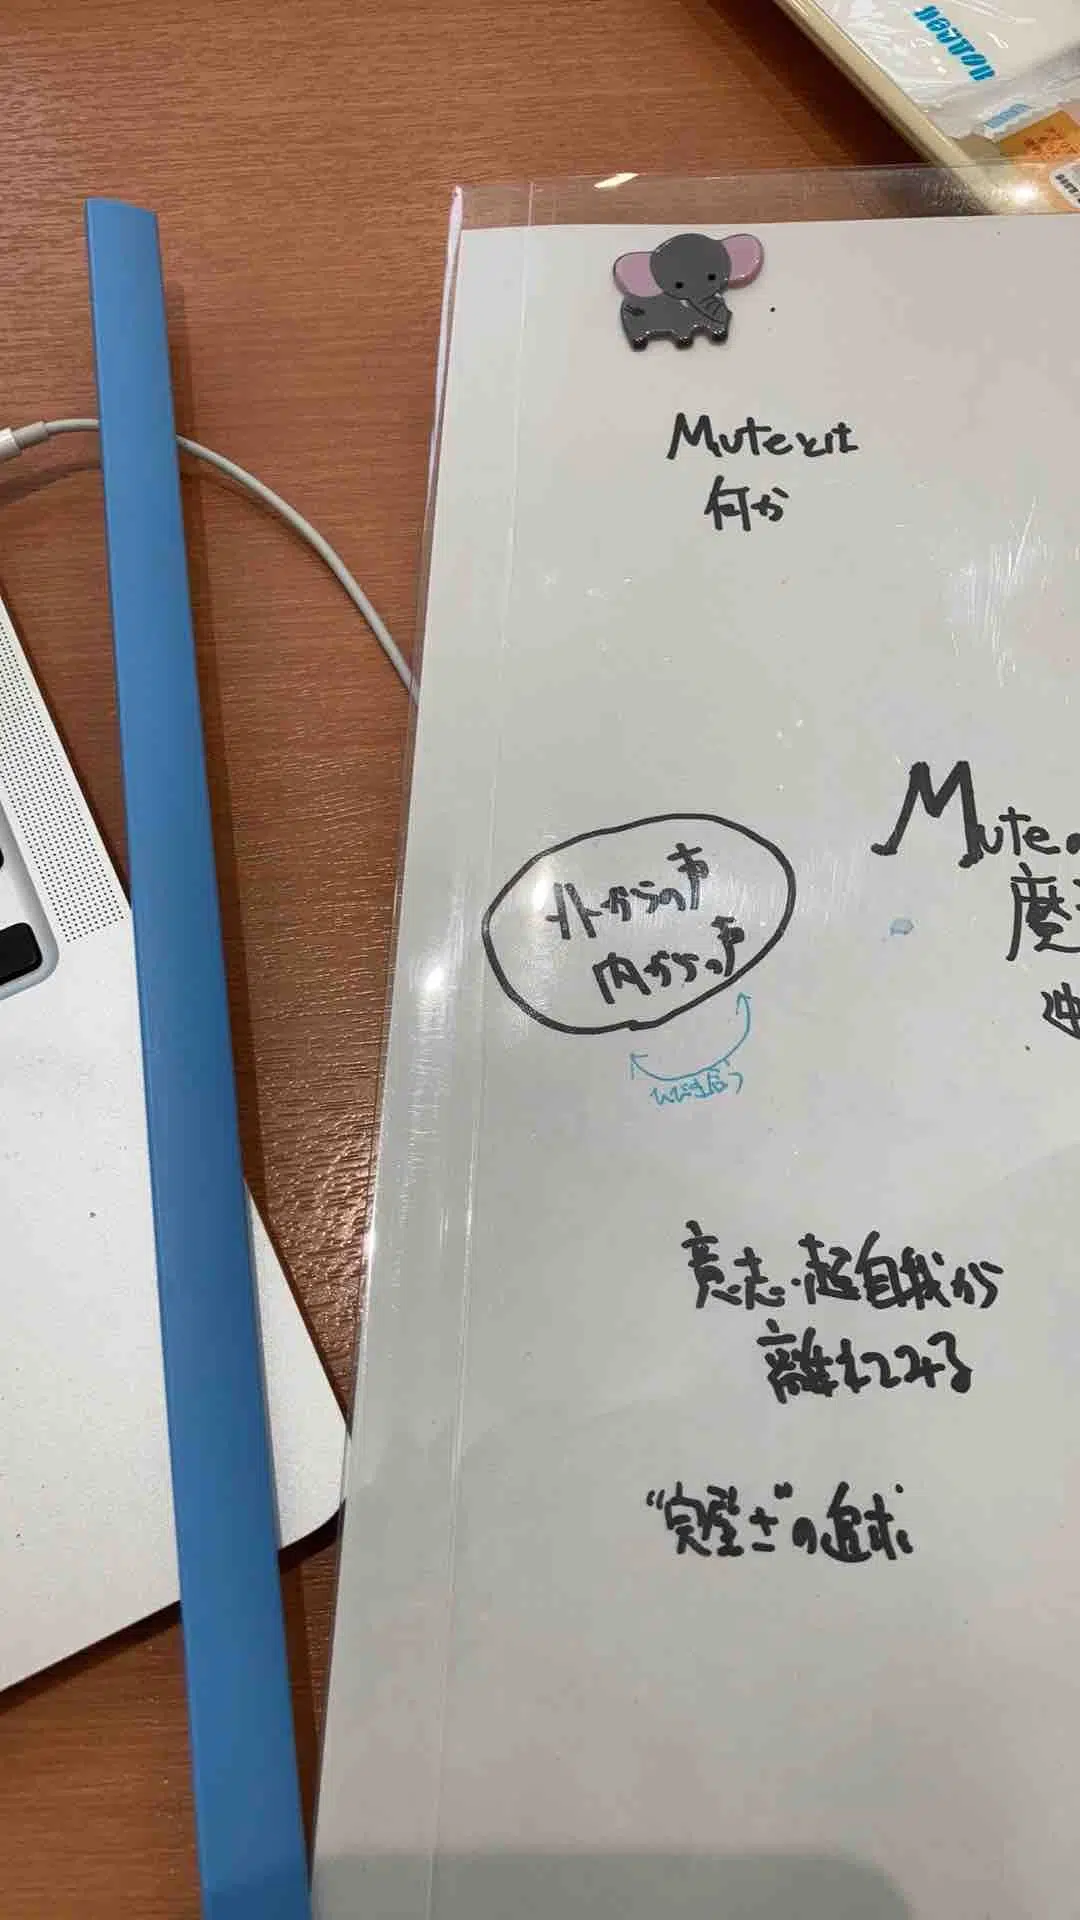 Muteとは
何か
Muteの
魔
外からの声
内からの声
意志・超自我から
離れてみる
"完璧さ"の追求